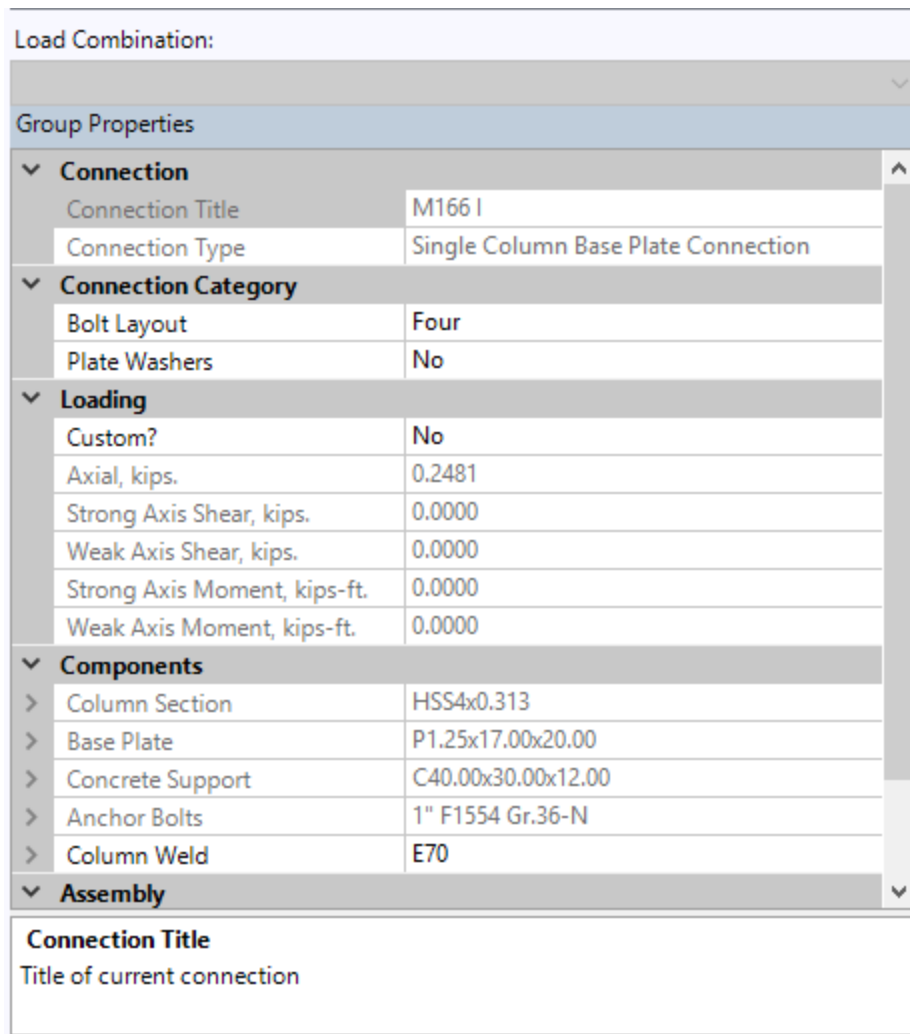 Load Combination:
Group Properties
Connection
Connection Title M166 I
Connection Type Single Column Base Plate Connection
Connection Category
Bolt Layout Four
Plate Washers No
Loading
Custom? No
Axial, kips. 0.2481
Strong Axis Shear, kips. 0.0000
Weak Axis Shear, kips. 0.0000
Strong Axis Moment, kips-ft. 0.0000
Weak Axis Moment, kips-ft. 0.0000
Components
Column Section HSS4x0.313
Base Plate P1.25x17.00x20.00
Concrete Support C40.00x30.00x12.00
Anchor Bolts 1" F1554 Gr.36-N
Column Weld E70
Assembly
Connection Title
Title of current connection